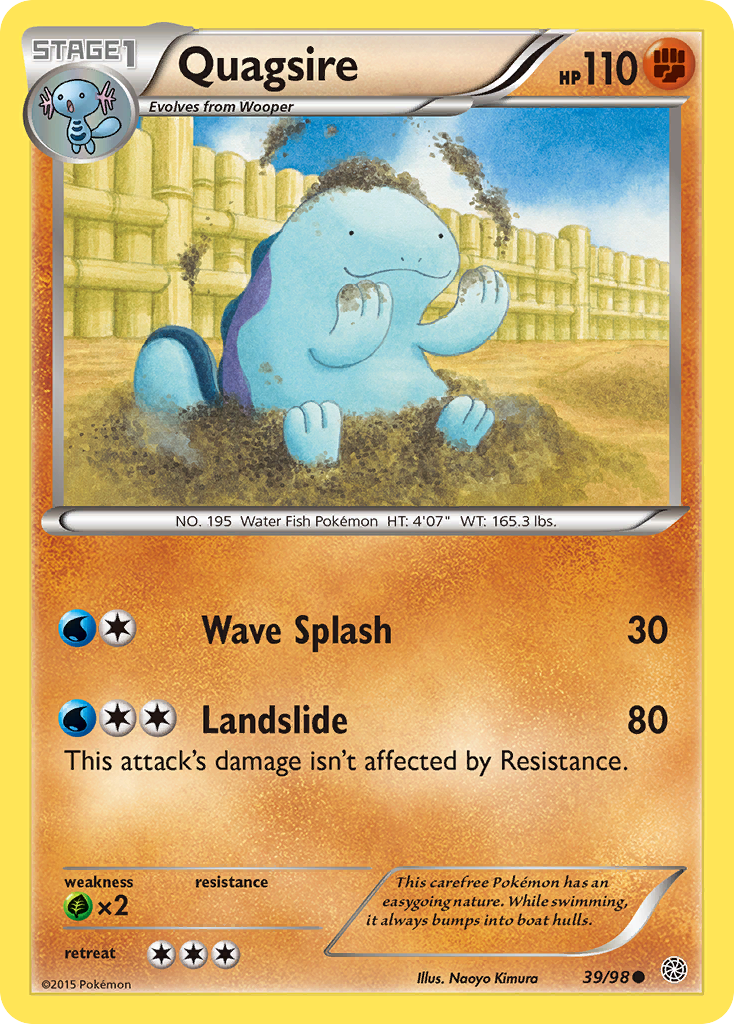 STAGE1
Quagsire
HP110
Evolves from Wooper
NO. 195 Water Fish Pokémon HT: 4'07" WT: 165.3 lbs.
Wave Splash 30
Landslide 80
This attack's damage isn't affected by Resistance.
weakness resistance
×2
retreat
This carefree Pokémon has an
easygoing nature. While swimming,
it always bumps into boat hulls.
Illus. Naoyo Kimura 39/98
©2015 Pokémon